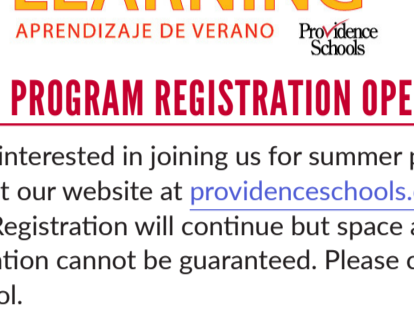 LEARNING
APRENDIZAJE DE VERANO
Providence
Schools
PROGRAM REGISTRATION OPE
interested in joining us for summer
t our website at providenceschools.
Registration will continue but space
tion cannot be guaranteed. Please
ol.